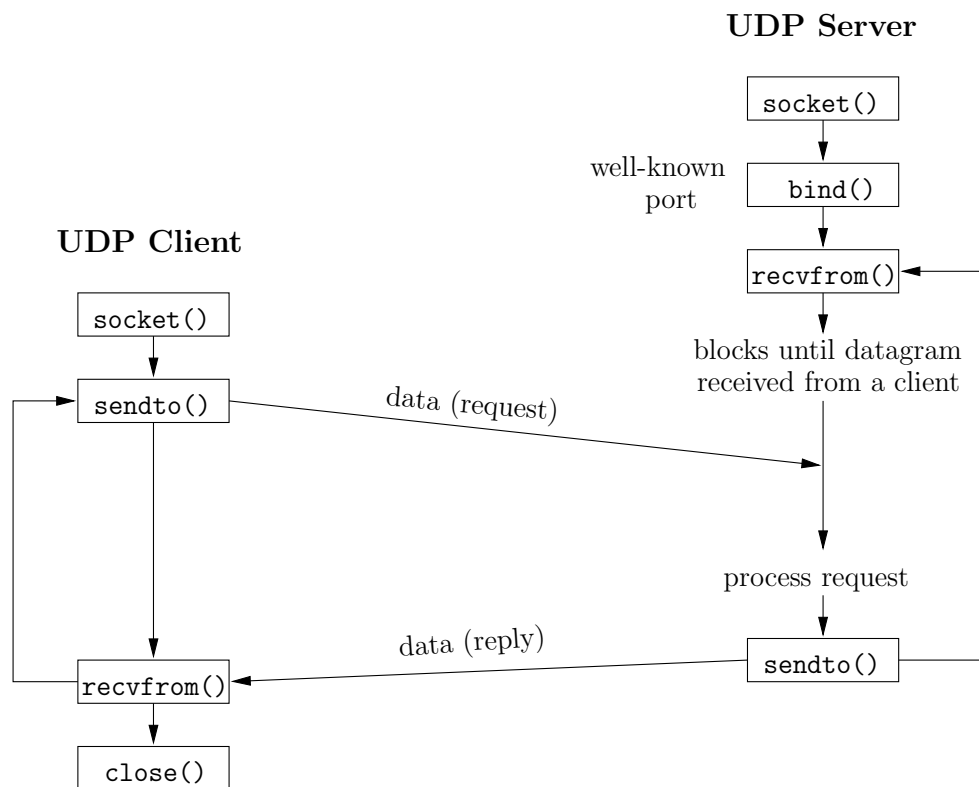 UDP Server
socket()
well-known
port
bind()
recvfrom()
blocks until datagram
received from a client
process request
sendto()
UDP Client
socket()
sendto()
data (request)
data (reply)
recvfrom()
close()